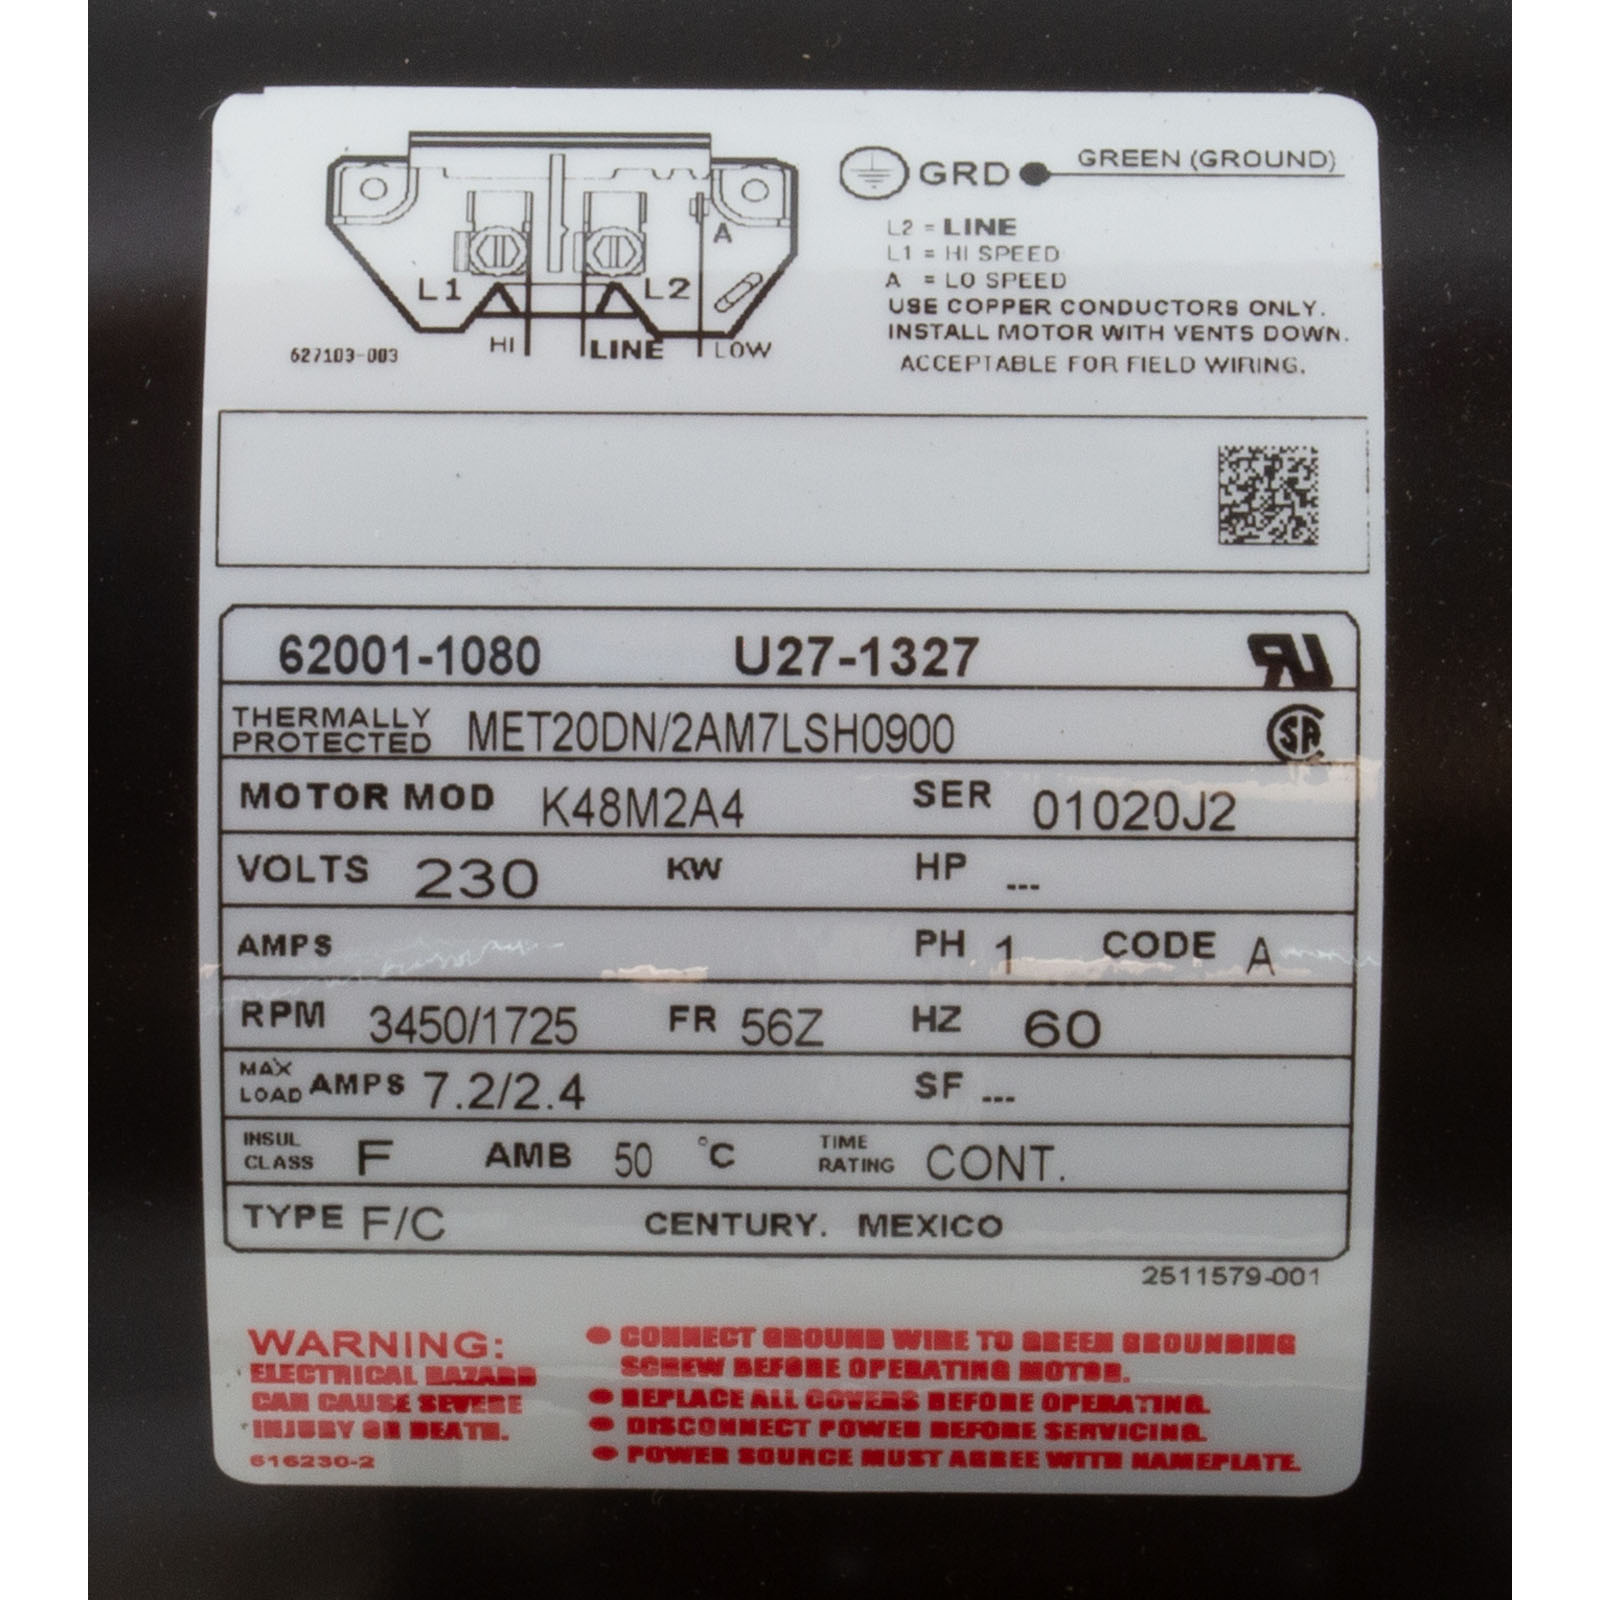 GRD GREEN (GROUND)
L2 = LINE
L1 = HI SPEED
A = LO SPEED
USE COPPER CONDUCTORS ONLY.
INSTALL MOTOR WITH VENTS DOWN.
ACCEPTABLE FOR FIELD WIRING.
A
L1 L2
627103-003 HI LINE LOW
62001-1080 U27-1327
THERMALLY
PROTECTED MET20DN/2AM7LSH0900
MOTOR MOD K48M2A4 SER 01020J2
VOLTS 230 KW HP ---
AMPS PH 1 CODE A
RPM 3450/1725 FR 56Z HZ 60
MAX
LOAD AMPS 7.2/2.4 SF ---
INSUL
CLASS F AMB 50 °C TIME
RATING CONT.
TYPE F/C CENTURY. MEXICO
2511579-001
WARNING:
ELECTRICAL HAZARD
CAN CAUSE SEVERE
INJURY OR DEATH.
616230-2
● CONNECT GROUND WIRE TO GREEN GROUNDING
SCREW BEFORE OPERATING MOTOR.
● REPLACE ALL COVERS BEFORE OPERATING.
● DISCONNECT POWER BEFORE SERVICING.
● POWER SOURCE MUST AGREE WITH NAMEPLATE.